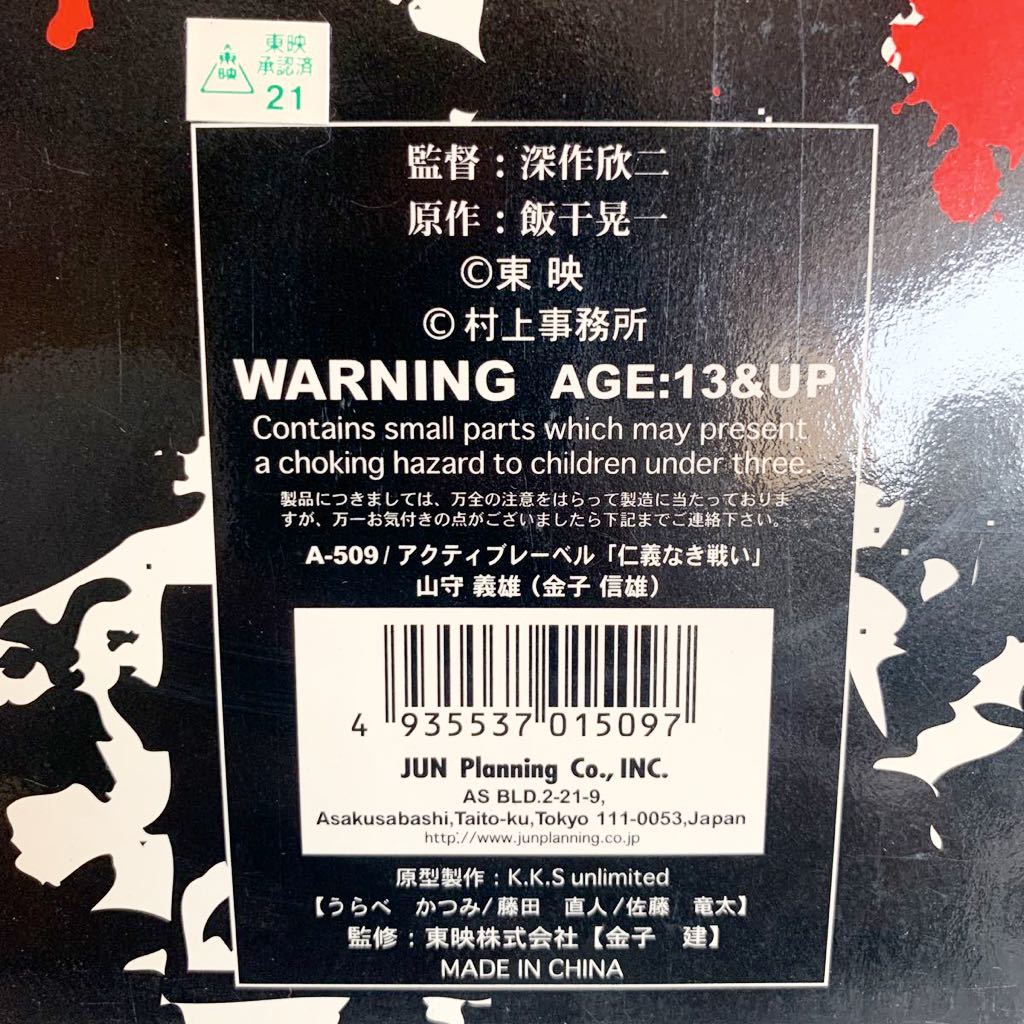 東映
東映
承認済
21
監督：深作欣二
原作：飯干晃一
©東 映
©村上事務所
WARNING AGE:13&UP
Contains small parts which may present
a choking hazard to children under three.
製品につきましては、万全の注意をはらって製造に当たっておりま
すが、万一お気付きの点がございましたら下記までご連絡下さい。
A-509/アクティブレーベル「仁義なき戦い」
山守 義雄（金子 信雄）
4 935537 015097
JUN Planning Co., INC.
AS BLD.2-21-9,
Asakusabashi,Taito-ku,Tokyo 111-0053,Japan
http://www.junplanning.co.jp
原型製作：K.K.S unlimited
【うらべ　かつみ/藤田　直人/佐藤　竜太】
監修：東映株式会社【金子　建】
MADE IN CHINA